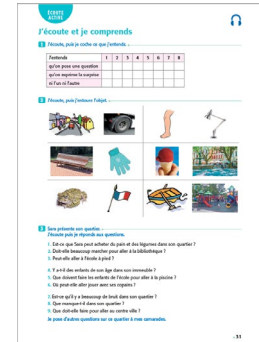 ÉCOUTE
ACTIVE
J'écoute et je comprends
1 J'écoute, puis je coche ce que j'entends.
J'entends 1 2 3 4 5 6 7 8
qu'on pose une question
qu'on exprime la surprise
ni l'un ni l'autre
2 J'écoute, puis j'entoure l'objet.
3 Sara présente son quartier.
J'écoute puis je réponds aux questions.
1. Est-ce que Sara peut acheter du pain et des légumes dans son quartier ?
2. Doit-elle beaucoup marcher pour aller à la bibliothèque ?
3. Peut-elle aller à l'école à pied ?
4. Y a-t-il des enfants de son âge dans son immeuble ?
5. Que doivent faire les enfants de l'école pour aller à la piscine ?
6. Où peut-elle aller jouer avec ses copains ?
7. Est-ce qu'il y a beaucoup de bruit dans son quartier ?
8. Que manque-t-il dans son quartier ?
9. Que doit-elle faire pour aller au centre ville ?
Je pose d'autres questions sur ce quartier à mes camarades.
31